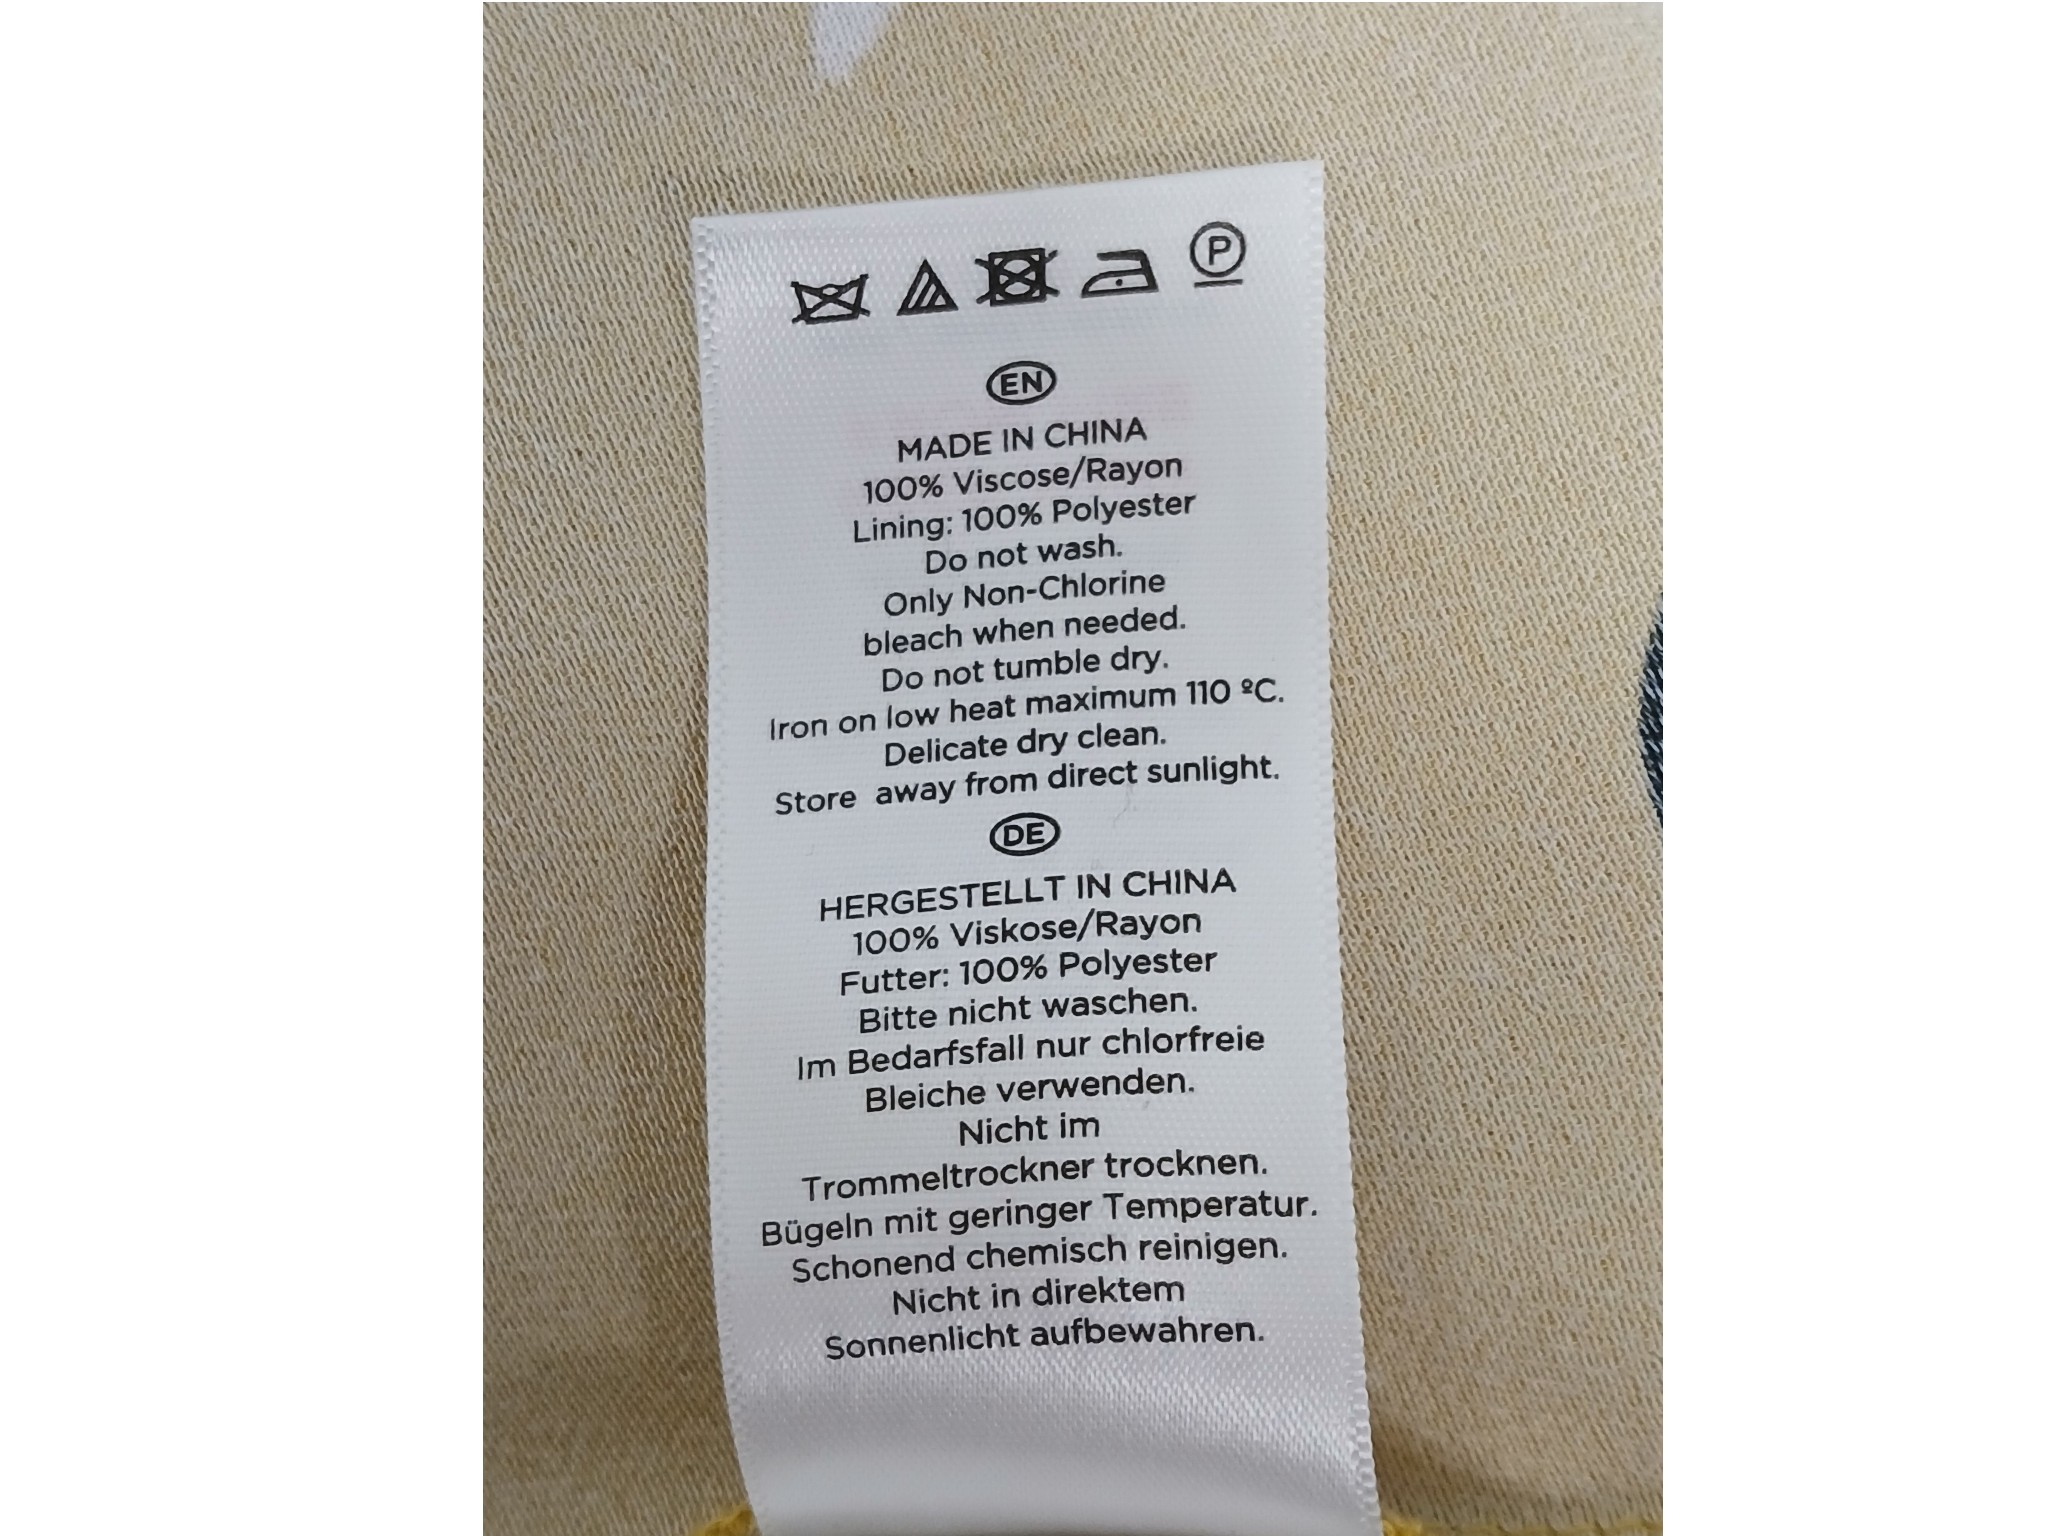 P
EN
MADE IN CHINA
100% Viscose/Rayon
Lining: 100% Polyester
Do not wash.
Only Non-Chlorine
bleach when needed.
Do not tumble dry.
Iron on low heat maximum 110 ºC.
Delicate dry clean.
Store  away from direct sunlight.
DE
HERGESTELLT IN CHINA
100% Viskose/Rayon
Futter: 100% Polyester
Bitte nicht waschen.
Im Bedarfsfall nur chlorfreie
Bleiche verwenden.
Nicht im
Trommeltrockner trocknen.
Bügeln mit geringer Temperatur.
Schonend chemisch reinigen.
Nicht in direktem
Sonnenlicht aufbewahren.